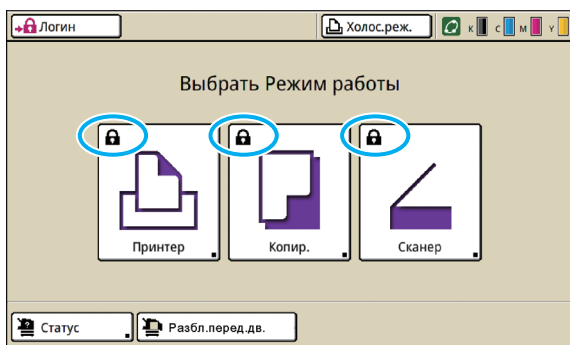 Логин
Холос.реж.
K C M Y
Выбрать Режим работы
Принтер
Копир.
Сканер
Статус
Разбл.перед.дв.